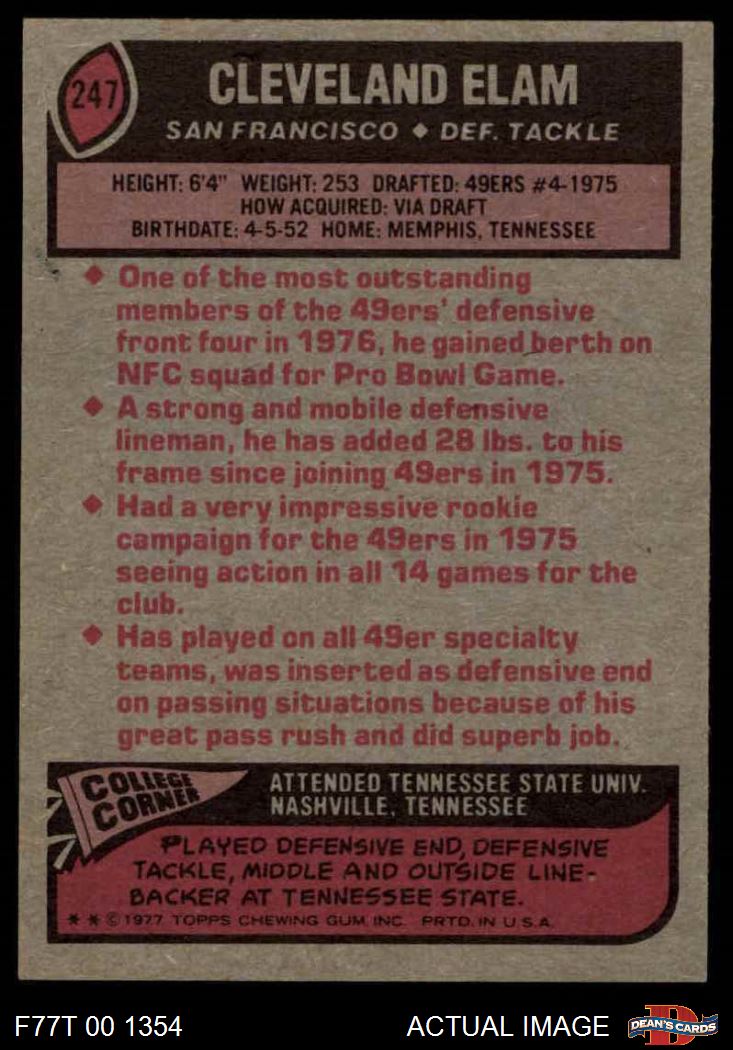 247
CLEVELAND ELAM
SAN FRANCISCO ◆ DEF. TACKLE
HEIGHT: 6'4" WEIGHT: 253 DRAFTED: 49ERS #4-1975
HOW ACQUIRED: VIA DRAFT
BIRTHDATE: 4-5-52 HOME: MEMPHIS, TENNESSEE
◆ One of the most outstanding
members of the 49ers' defensive
front four in 1976, he gained berth on
NFC squad for Pro Bowl Game.
◆ A strong and mobile defensive
lineman, he has added 28 lbs. to his
frame since joining 49ers in 1975.
◆ Had a very impressive rookie
campaign for the 49ers in 1975
seeing action in all 14 games for the
club.
◆ Has played on all 49er specialty
teams, was inserted as defensive end
on passing situations because of his
great pass rush and did superb job.
COLLEGE
CORNER
ATTENDED TENNESSEE STATE UNIV.
NASHVILLE, TENNESSEE
PLAYED DEFENSIVE END, DEFENSIVE
TACKLE, MIDDLE AND OUTSIDE LINE-
BACKER AT TENNESSEE STATE.
* * © 1977 TOPPS CHEWING GUM, INC. PRTD. IN U.S.A.
F77T 00 1354
ACTUAL IMAGE
D
DEAN'S CARDS